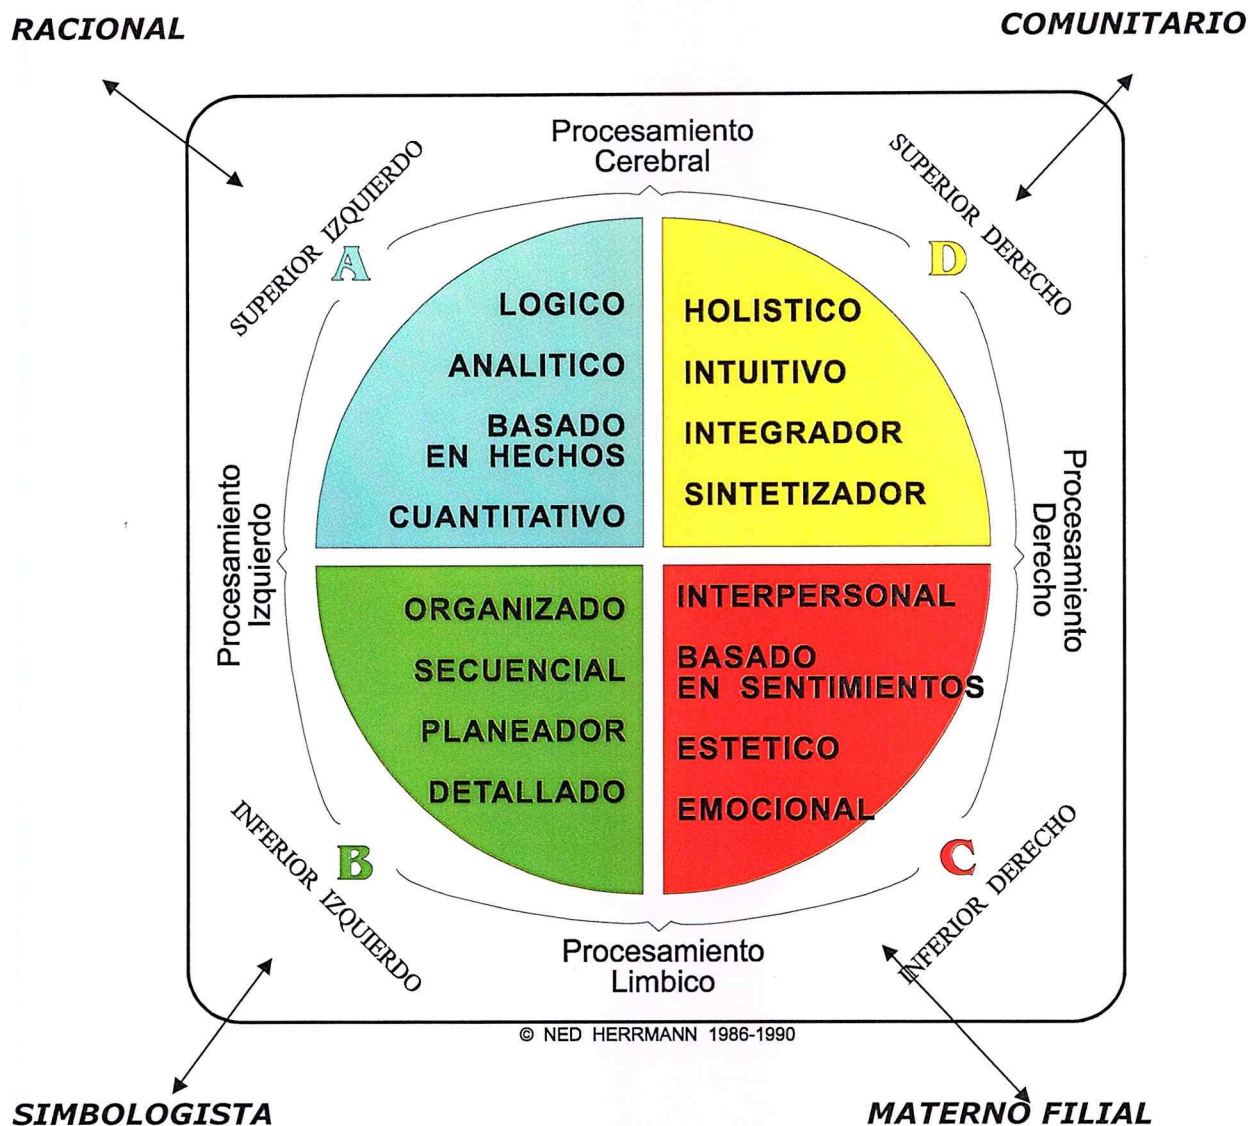 RACIONAL
COMUNITARIO
Procesamiento
Cerebral
SUPERIOR IZQUIERDO
SUPERIOR DERECHO
A
D
LOGICO
ANALITICO
BASADO
EN HECHOS
CUANTITATIVO
HOLISTICO
INTUITIVO
INTEGRADOR
SINTETIZADOR
Procesamiento
Izquierdo
Procesamiento
Derecho
ORGANIZADO
SECUENCIAL
PLANEADOR
DETALLADO
INTERPERSONAL
BASADO
EN SENTIMIENTOS
ESTETICO
EMOCIONAL
B
C
INFERIOR IZQUIERDO
INFERIOR DERECHO
Procesamiento
Limbico
© NED HERRMANN 1986-1990
SIMBOLOGISTA
MATERNO FILIAL